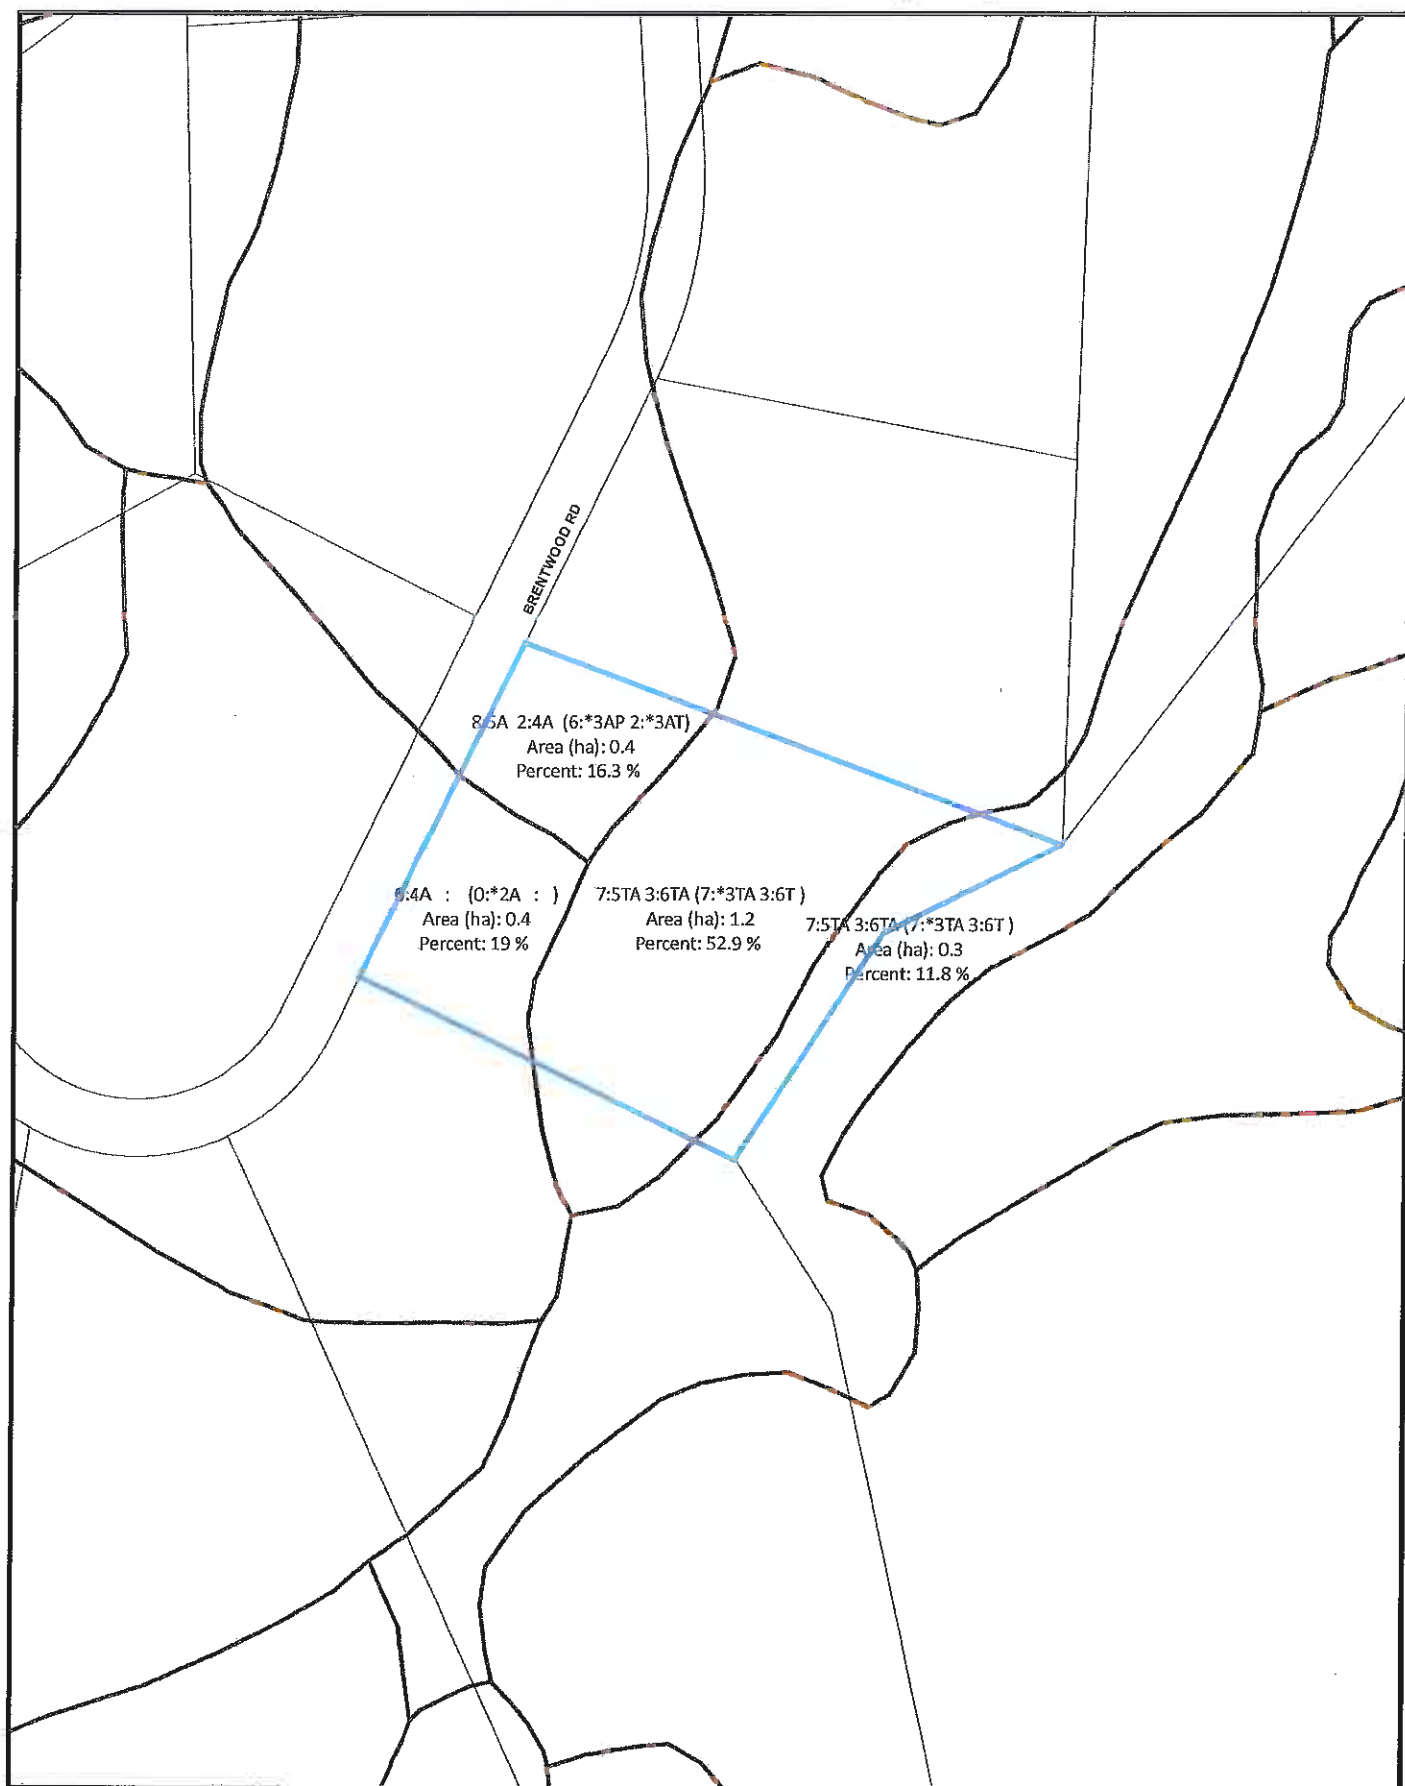 BRENTWOOD RD
8:5A 2:4A (6:*3AP 2:*3AT)
Area (ha): 0.4
Percent: 16.3 %
:4A : (0:*2A : )
Area (ha): 0.4
Percent: 19 %
7:5TA 3:6TA (7:*3TA 3:6T )
Area (ha): 1.2
Percent: 52.9 %
7:5TA 3:6TA (7:*3TA 3:6T )
Area (ha): 0.3
Percent: 11.8 %